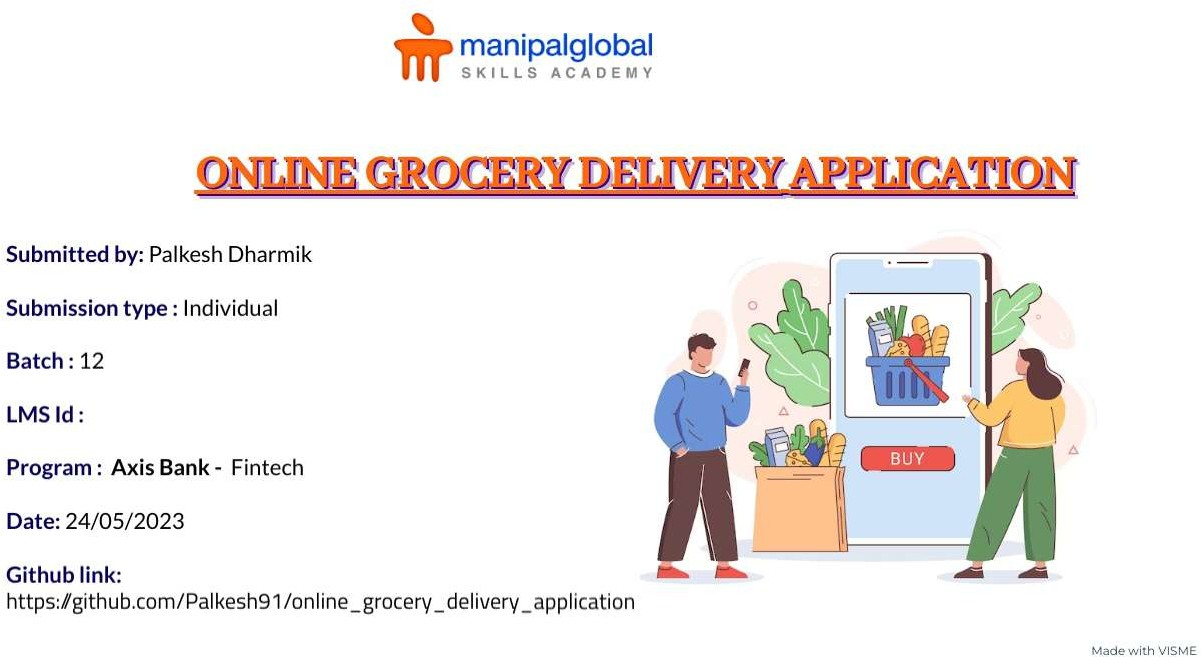 manipalglobal
SKILLS ACADEMY
ONLINE GROCERY DELIVERY APPLICATION
Submitted by: Palkesh Dharmik
Submission type : Individual
Batch : 12
LMS Id :
Program : Axis Bank - Fintech
Date: 24/05/2023
Github link:
https://github.com/Palkesh91/online_grocery_delivery_application
BUY
Made with VISME